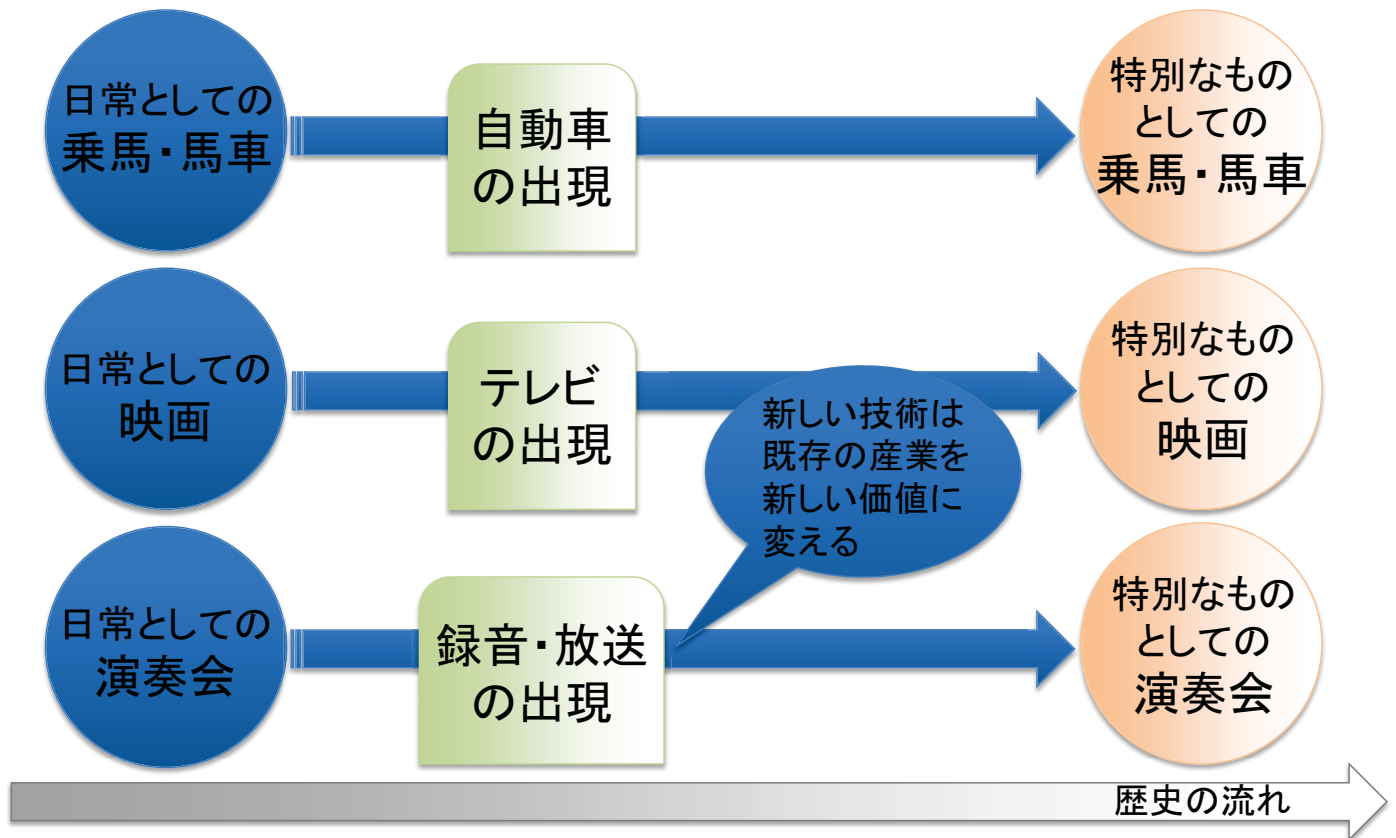 日常としての
乗馬・馬車
自動車
の出現
特別なもの
としての
乗馬・馬車
日常としての
映画
テレビ
の出現
特別なもの
としての
映画
新しい技術は
既存の産業を
新しい価値に
変える
日常としての
演奏会
録音・放送
の出現
特別なもの
としての
演奏会
歴史の流れ